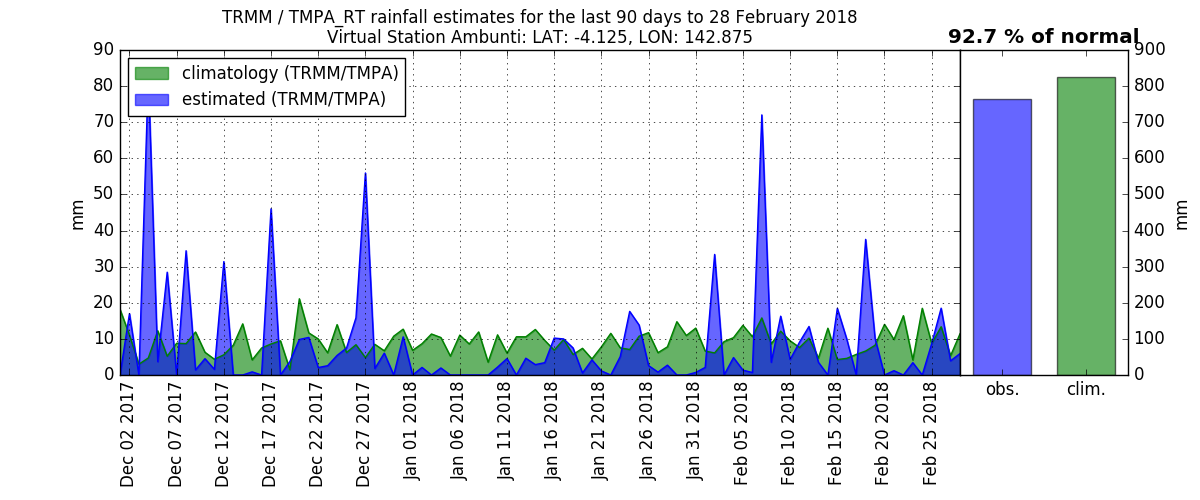 TRMM / TMPA_RT rainfall estimates for the last 90 days to 28 February 2018
Virtual Station Ambunti: LAT: -4.125, LON: 142.875
92.7 % of normal
climatology (TRMM/TMPA)
estimated (TRMM/TMPA)
mm
90
80
70
60
50
40
30
20
10
0
Dec 02 2017
Dec 07 2017
Dec 12 2017
Dec 17 2017
Dec 22 2017
Dec 27 2017
Jan 01 2018
Jan 06 2018
Jan 11 2018
Jan 16 2018
Jan 21 2018
Jan 26 2018
Jan 31 2018
Feb 05 2018
Feb 10 2018
Feb 15 2018
Feb 20 2018
Feb 25 2018
obs.
clim.
900
800
700
600
500
400
300
200
100
0
mm